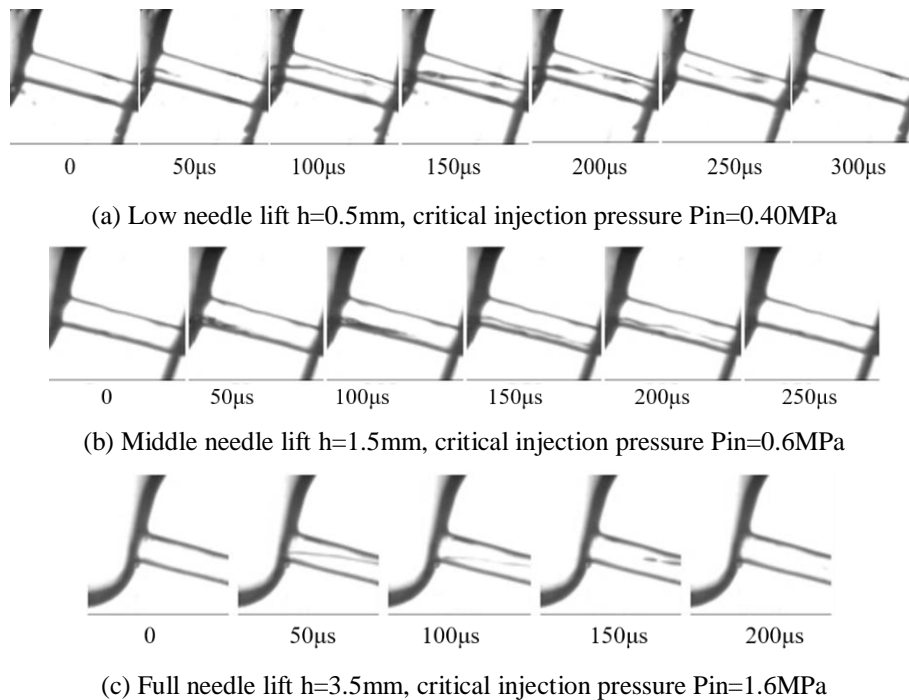 0 50μs 100μs 150μs 200μs 250μs 300μs
(a) Low needle lift h=0.5mm, critical injection pressure Pin=0.40MPa
0 50μs 100μs 150μs 200μs 250μs
(b) Middle needle lift h=1.5mm, critical injection pressure Pin=0.6MPa
0 50μs 100μs 150μs 200μs
(c) Full needle lift h=3.5mm, critical injection pressure Pin=1.6MPa